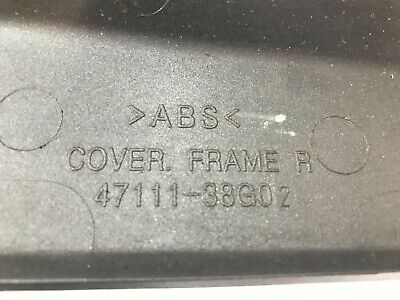 >ABS<
COVER. FRAME R
47111-38G02